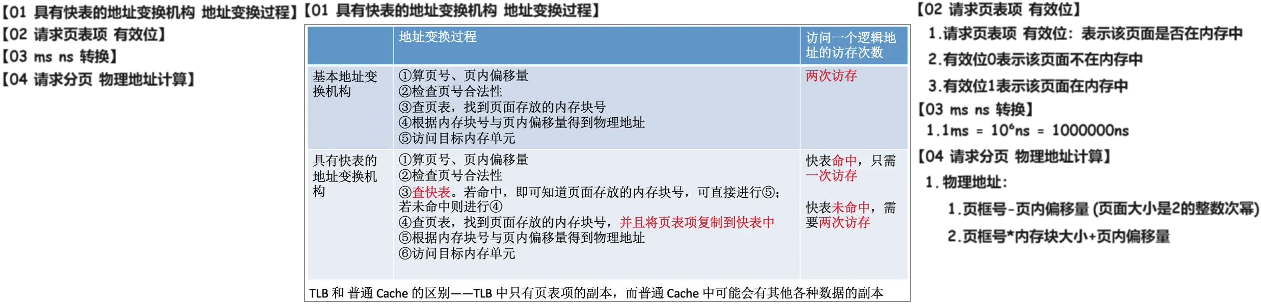 【01 具有快表的地址变换机构 地址变换过程】
【02 请求页表项 有效位】
【03 ms ns 转换】
【04 请求分页 物理地址计算】
【01 具有快表的地址变换机构 地址变换过程】
地址变换过程
访问一个逻辑地
址的访存次数
基本地址变
换机构
①算页号、页内偏移量
②检查页号合法性
③查页表，找到页面存放的内存块号
④根据内存块号与页内偏移量得到物理地址
⑤访问目标内存单元
两次访存
具有快表的
地址变换机
构
①算页号、页内偏移量
②检查页号合法性
③查快表。若命中，即可知道页面存放的内存块号，可直接进行⑤；
若未命中则进行④
④查页表，找到页面存放的内存块号，并且将页表项复制到快表中
⑤根据内存块号与页内偏移量得到物理地址
⑥访问目标内存单元
快表命中，只需
一次访存
快表未命中，需
要两次访存
TLB 和 普通 Cache 的区别——TLB 中只有页表项的副本，而普通 Cache 中可能会有其他各种数据的副本
【02 请求页表项 有效位】
1.请求页表项 有效位：表示该页面是否在内存中
2.有效位0表示该页面不在内存中
3.有效位1表示该页面在内存中
【03 ms ns 转换】
1.1ms = 10⁶ns = 1000000ns
【04 请求分页 物理地址计算】
1.物理地址：
1.页框号-页内偏移量 (页面大小是2的整数次幂)
2.页框号*内存块大小+页内偏移量